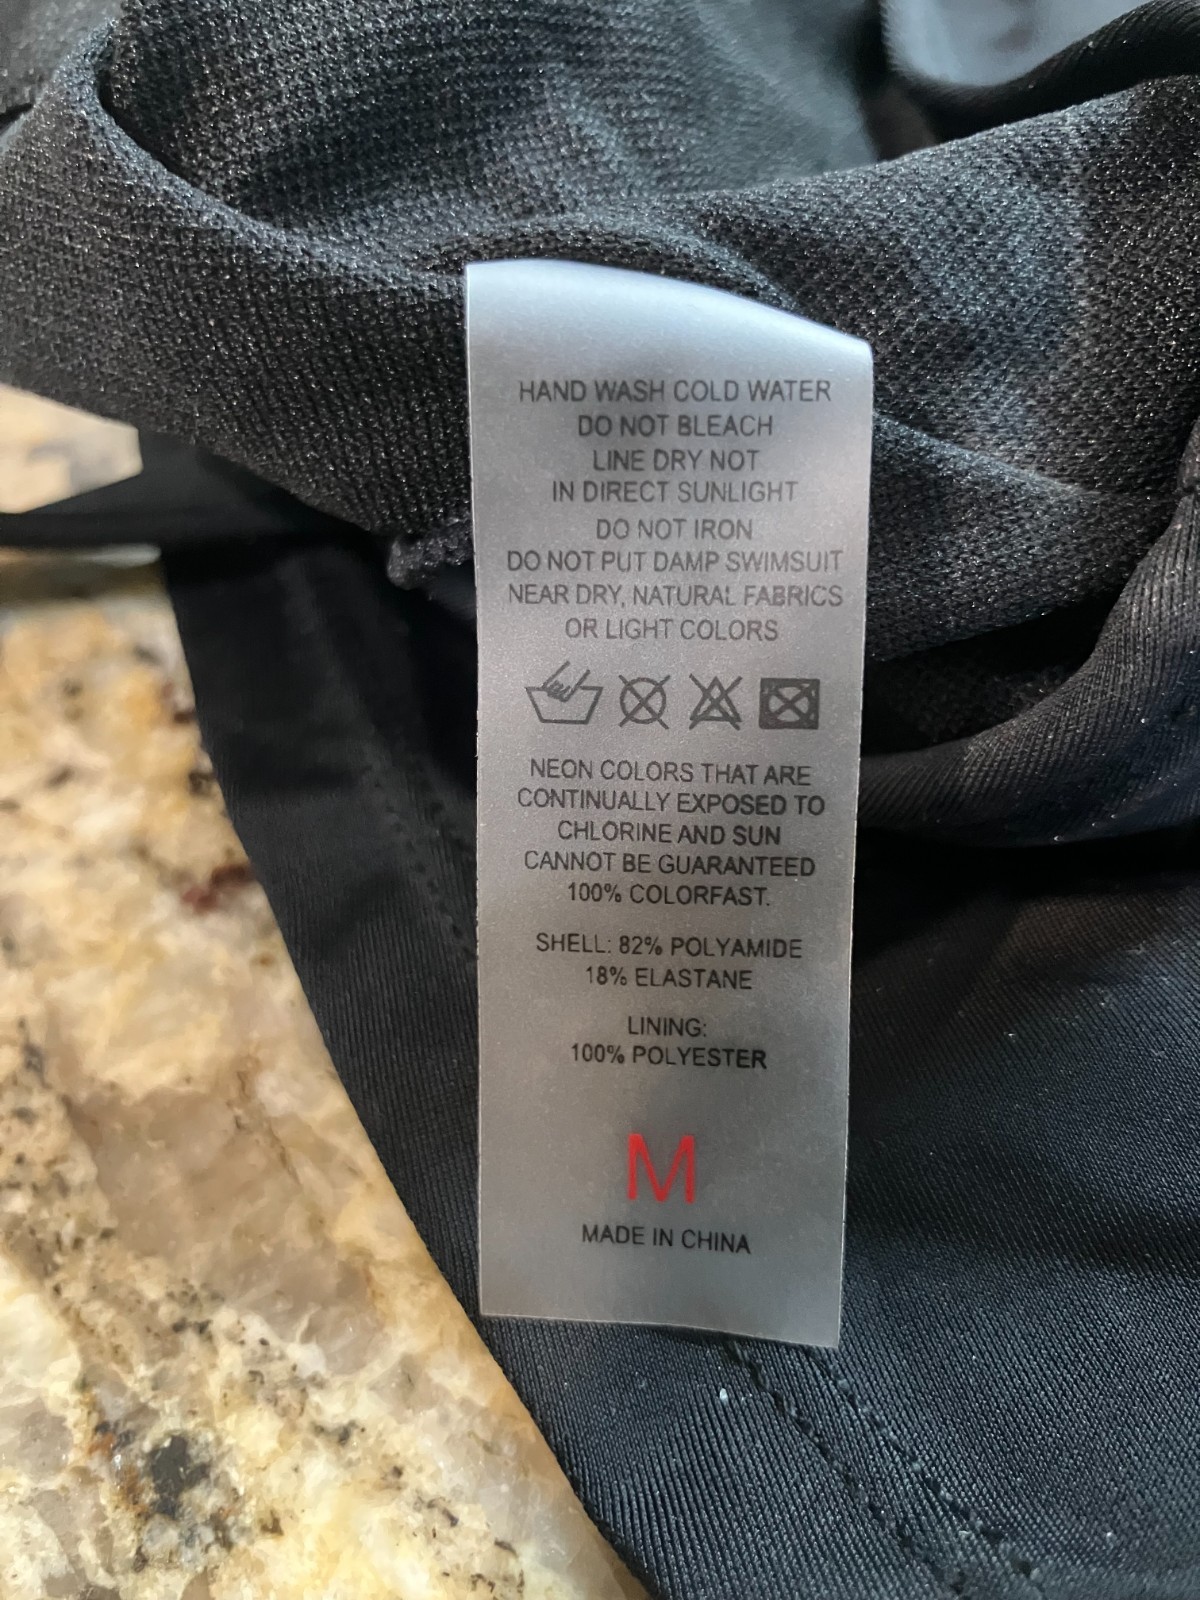 HAND WASH COLD WATER
DO NOT BLEACH
LINE DRY NOT
IN DIRECT SUNLIGHT
DO NOT IRON
DO NOT PUT DAMP SWIMSUIT
NEAR DRY, NATURAL FABRICS
OR LIGHT COLORS
NEON COLORS THAT ARE
CONTINUALLY EXPOSED TO
CHLORINE AND SUN
CANNOT BE GUARANTEED
100% COLORFAST.
SHELL: 82% POLYAMIDE
18% ELASTANE
LINING:
100% POLYESTER
M
MADE IN CHINA